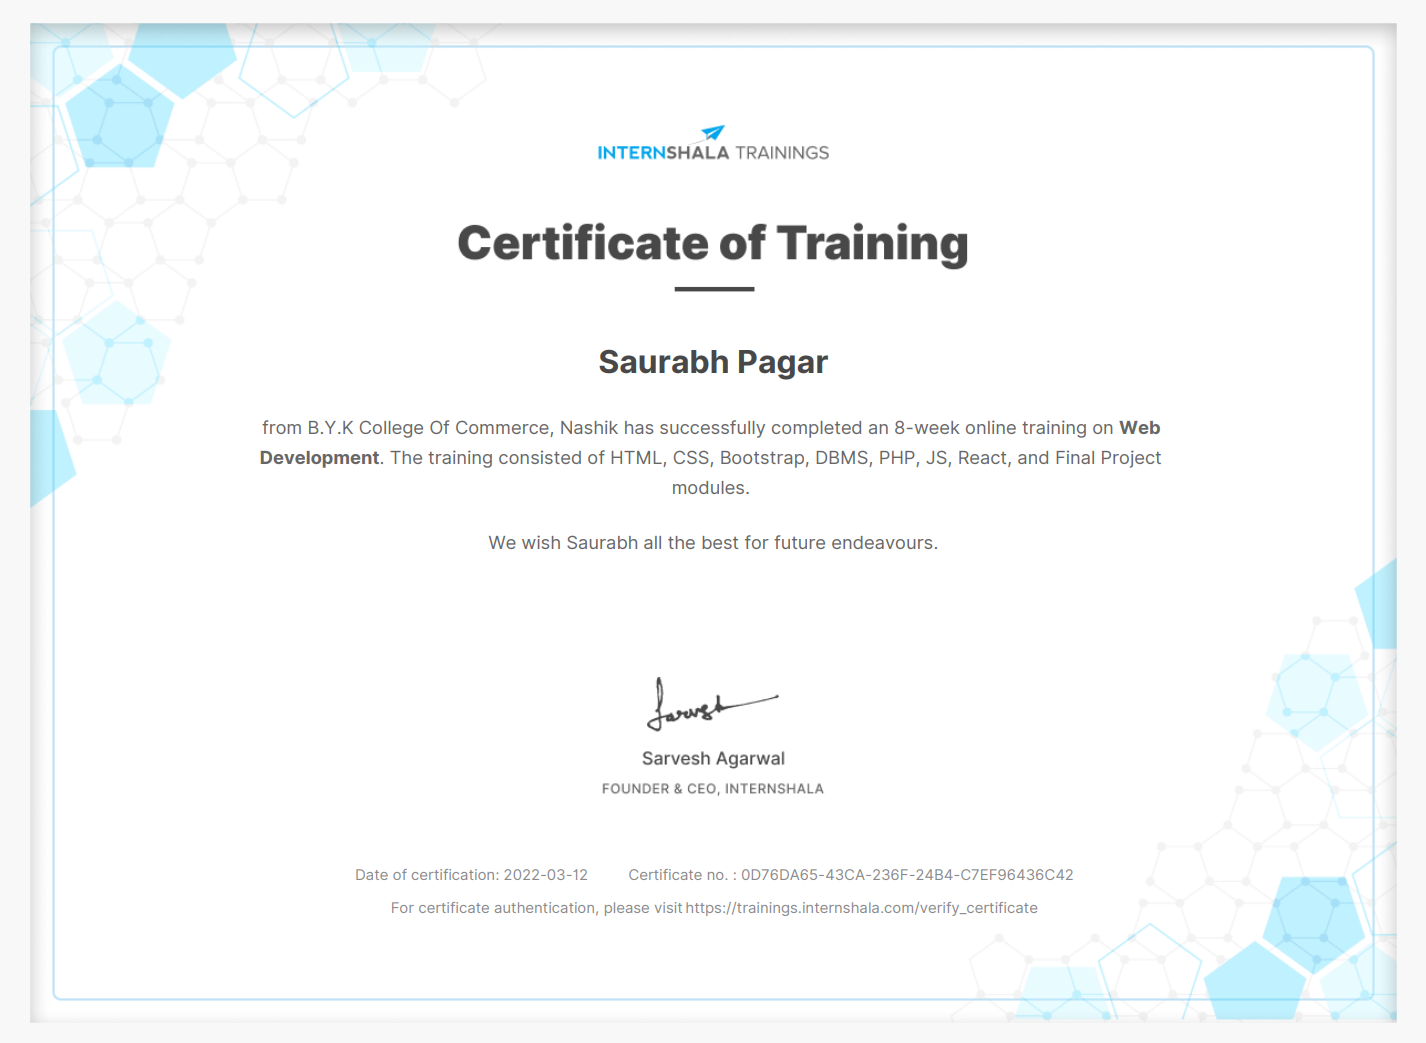 INTERNSHALA TRAININGS
Certificate of Training
Saurabh Pagar
from B.Y.K College Of Commerce, Nashik has successfully completed an 8-week online training on Web
Development. The training consisted of HTML, CSS, Bootstrap, DBMS, PHP, JS, React, and Final Project
modules.
We wish Saurabh all the best for future endeavours.
Sarvesh
Sarvesh Agarwal
FOUNDER & CEO, INTERNSHALA
Date of certification: 2022-03-12 Certificate no. : 0D76DA65-43CA-236F-24B4-C7EF96436C42
For certificate authentication, please visit https://trainings.internshala.com/verify_certificate